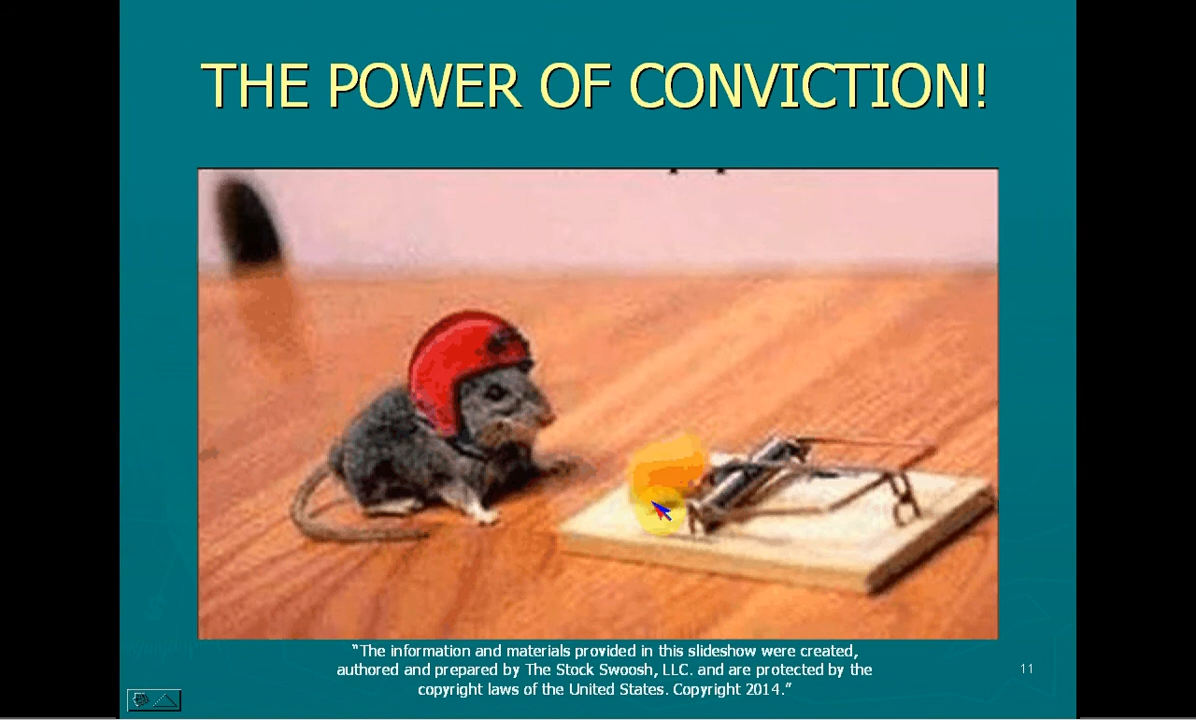 THE POWER OF CONVICTION!
“The information and materials provided in this slideshow were created,
authored and prepared by The Stock Swoosh, LLC. and are protected by the
copyright laws of the United States. Copyright 2014.”
11